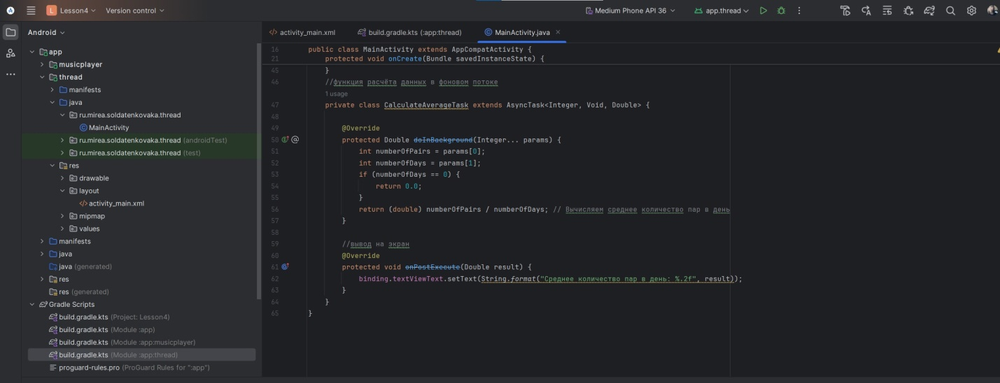 L Lesson4 Version control Medium Phone API 36 app.thread
Android
app
musicplayer
thread
manifests
java
ru.mirea.soldatenkovaka.thread
MainActivity
ru.mirea.soldatenkovaka.thread (androidTest)
ru.mirea.soldatenkovaka.thread (test)
res
drawable
layout
activity_main.xml
mipmap
values
manifests
java
java (generated)
res
res (generated)
Gradle Scripts
build.gradle.kts (Project: Lesson4)
build.gradle.kts (Module :app)
build.gradle.kts (Module :app:musicplayer)
build.gradle.kts (Module :app:thread)
proguard-rules.pro (ProGuard Rules for ":app")
activity_main.xml build.gradle.kts (:app:thread) MainActivity.java
16 public class MainActivity extends AppCompatActivity {
21 protected void onCreate(Bundle savedInstanceState) {
45 }
46 //функция расчёта данных в фоновом потоке
1 usage
47 private class CalculateAverageTask extends AsyncTask<Integer, Void, Double> {
48
49 @Override
50 protected Double doInBackground(Integer... params) {
51 int numberOfPairs = params[0];
52 int numberOfDays = params[1];
53 if (numberOfDays == 0) {
54 return 0.0;
55 }
56 return (double) numberOfPairs / numberOfDays; // Вычисляем среднее количество пар в день
57 }
58
59 //вывод на экран
60 @Override
61 protected void onPostExecute(Double result) {
62 binding.textViewText.setText(String.format("Среднее количество пар в день: %.2f", result));
63 }
64 }
65 }